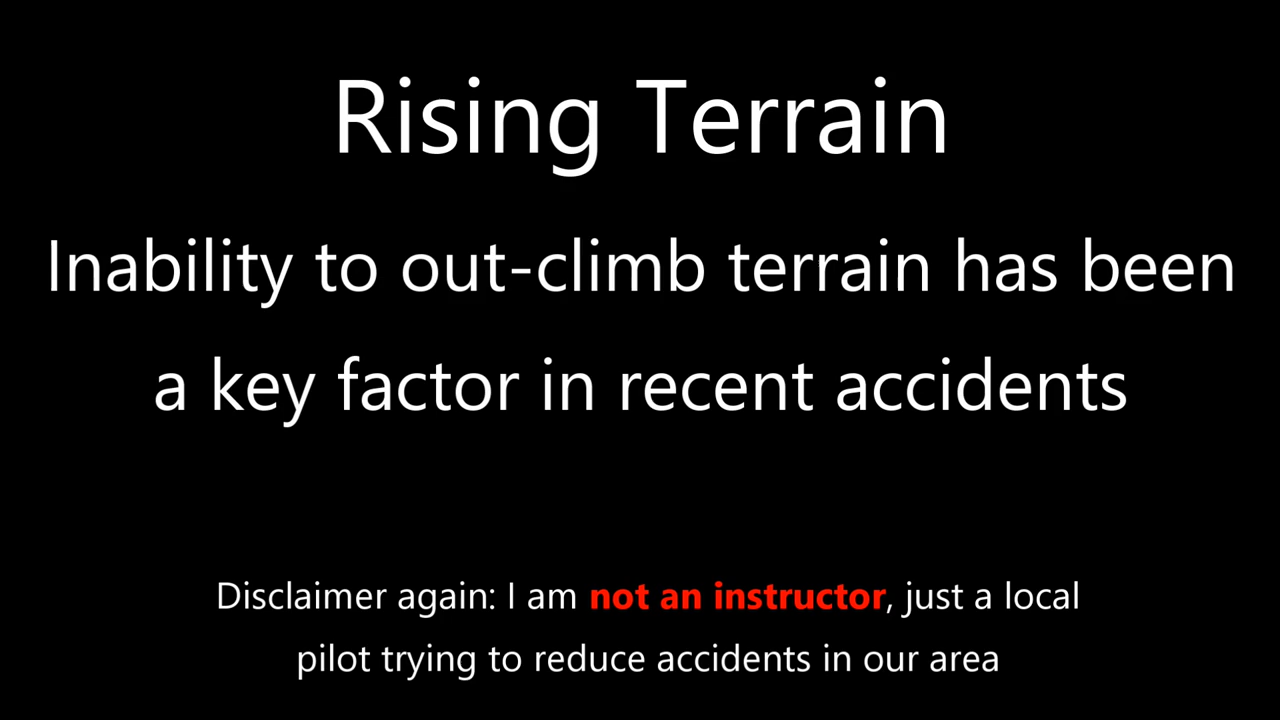 Rising Terrain
Inability to out-climb terrain has been
a key factor in recent accidents
Disclaimer again: I am not an instructor, just a local
pilot trying to reduce accidents in our area